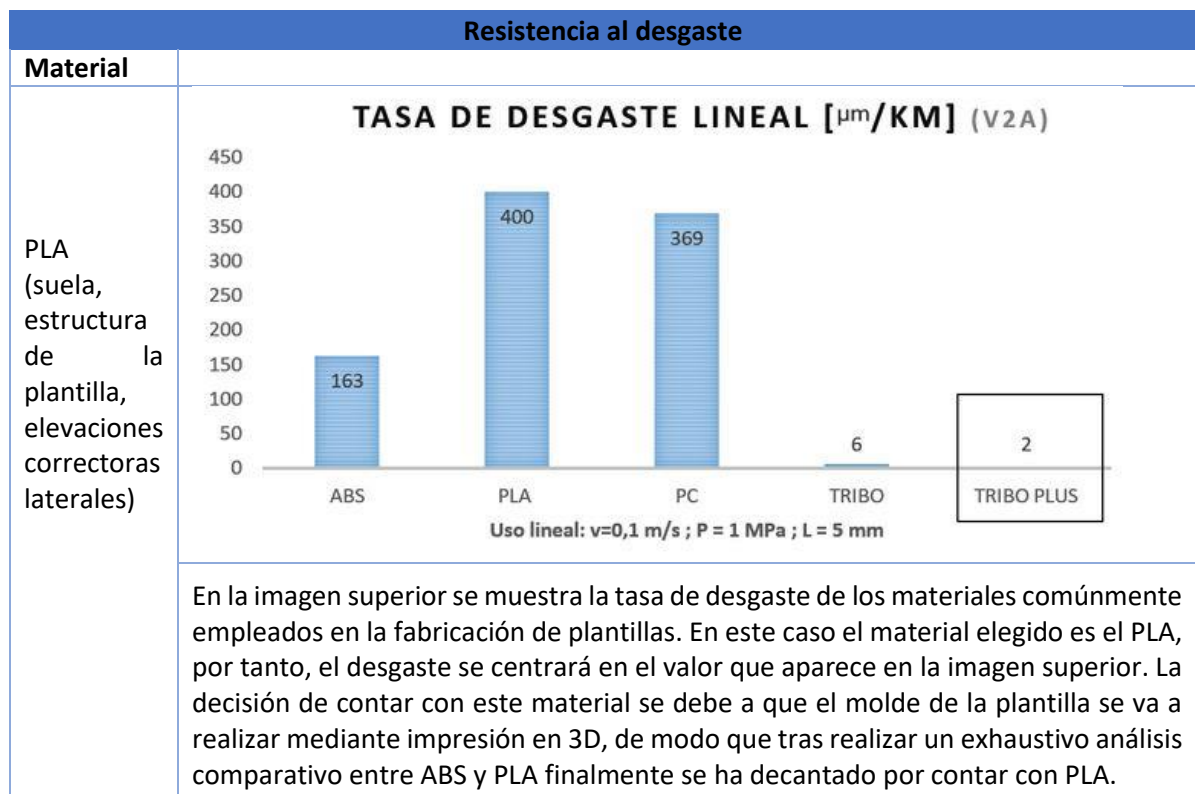 Resistencia al desgaste
Material
PLA
(suela,
estructura
de la
plantilla,
elevaciones
correctoras
laterales)
TASA DE DESGASTE LINEAL [µm/KM] (V2A)
450
400
350
300
250
200
150
100
50
0
163
400
369
6
2
ABS
PLA
PC
TRIBO
TRIBO PLUS
Uso lineal: v=0,1 m/s ; P = 1 MPa ; L = 5 mm
En la imagen superior se muestra la tasa de desgaste de los materiales comúnmente
empleados en la fabricación de plantillas. En este caso el material elegido es el PLA,
por tanto, el desgaste se centrará en el valor que aparece en la imagen superior. La
decisión de contar con este material se debe a que el molde de la plantilla se va a
realizar mediante impresión en 3D, de modo que tras realizar un exhaustivo análisis
comparativo entre ABS y PLA finalmente se ha decantado por contar con PLA.